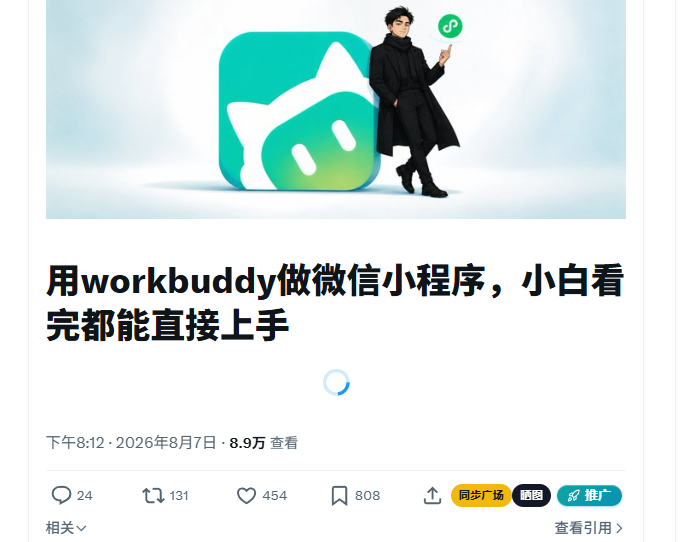 用workbuddy做微信小程序，小白看
完都能直接上手
下午8:12 · 2026年8月7日 · 8.9万 查看
24 131 454 808 同步广场 晒图 推广
相关 查看引用